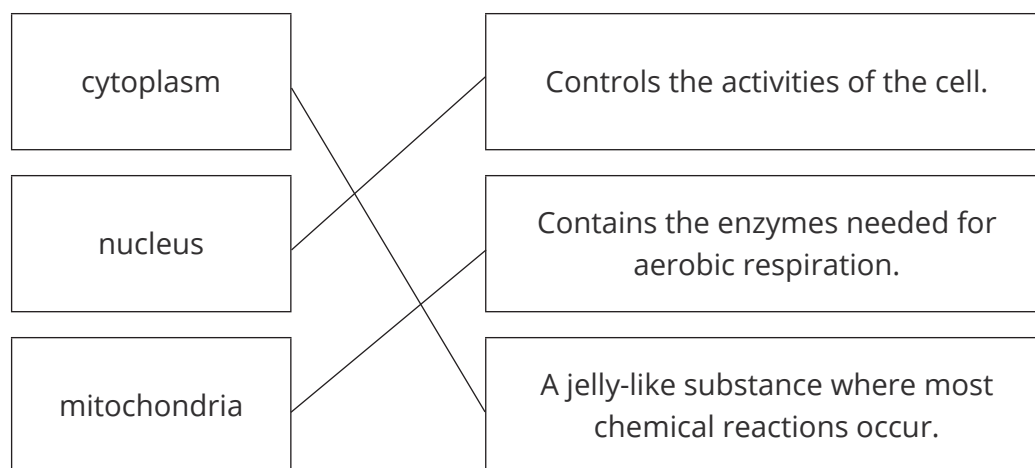 cytoplasm
Controls the activities of the cell.
nucleus
Contains the enzymes needed for
aerobic respiration.
mitochondria
A jelly-like substance where most
chemical reactions occur.